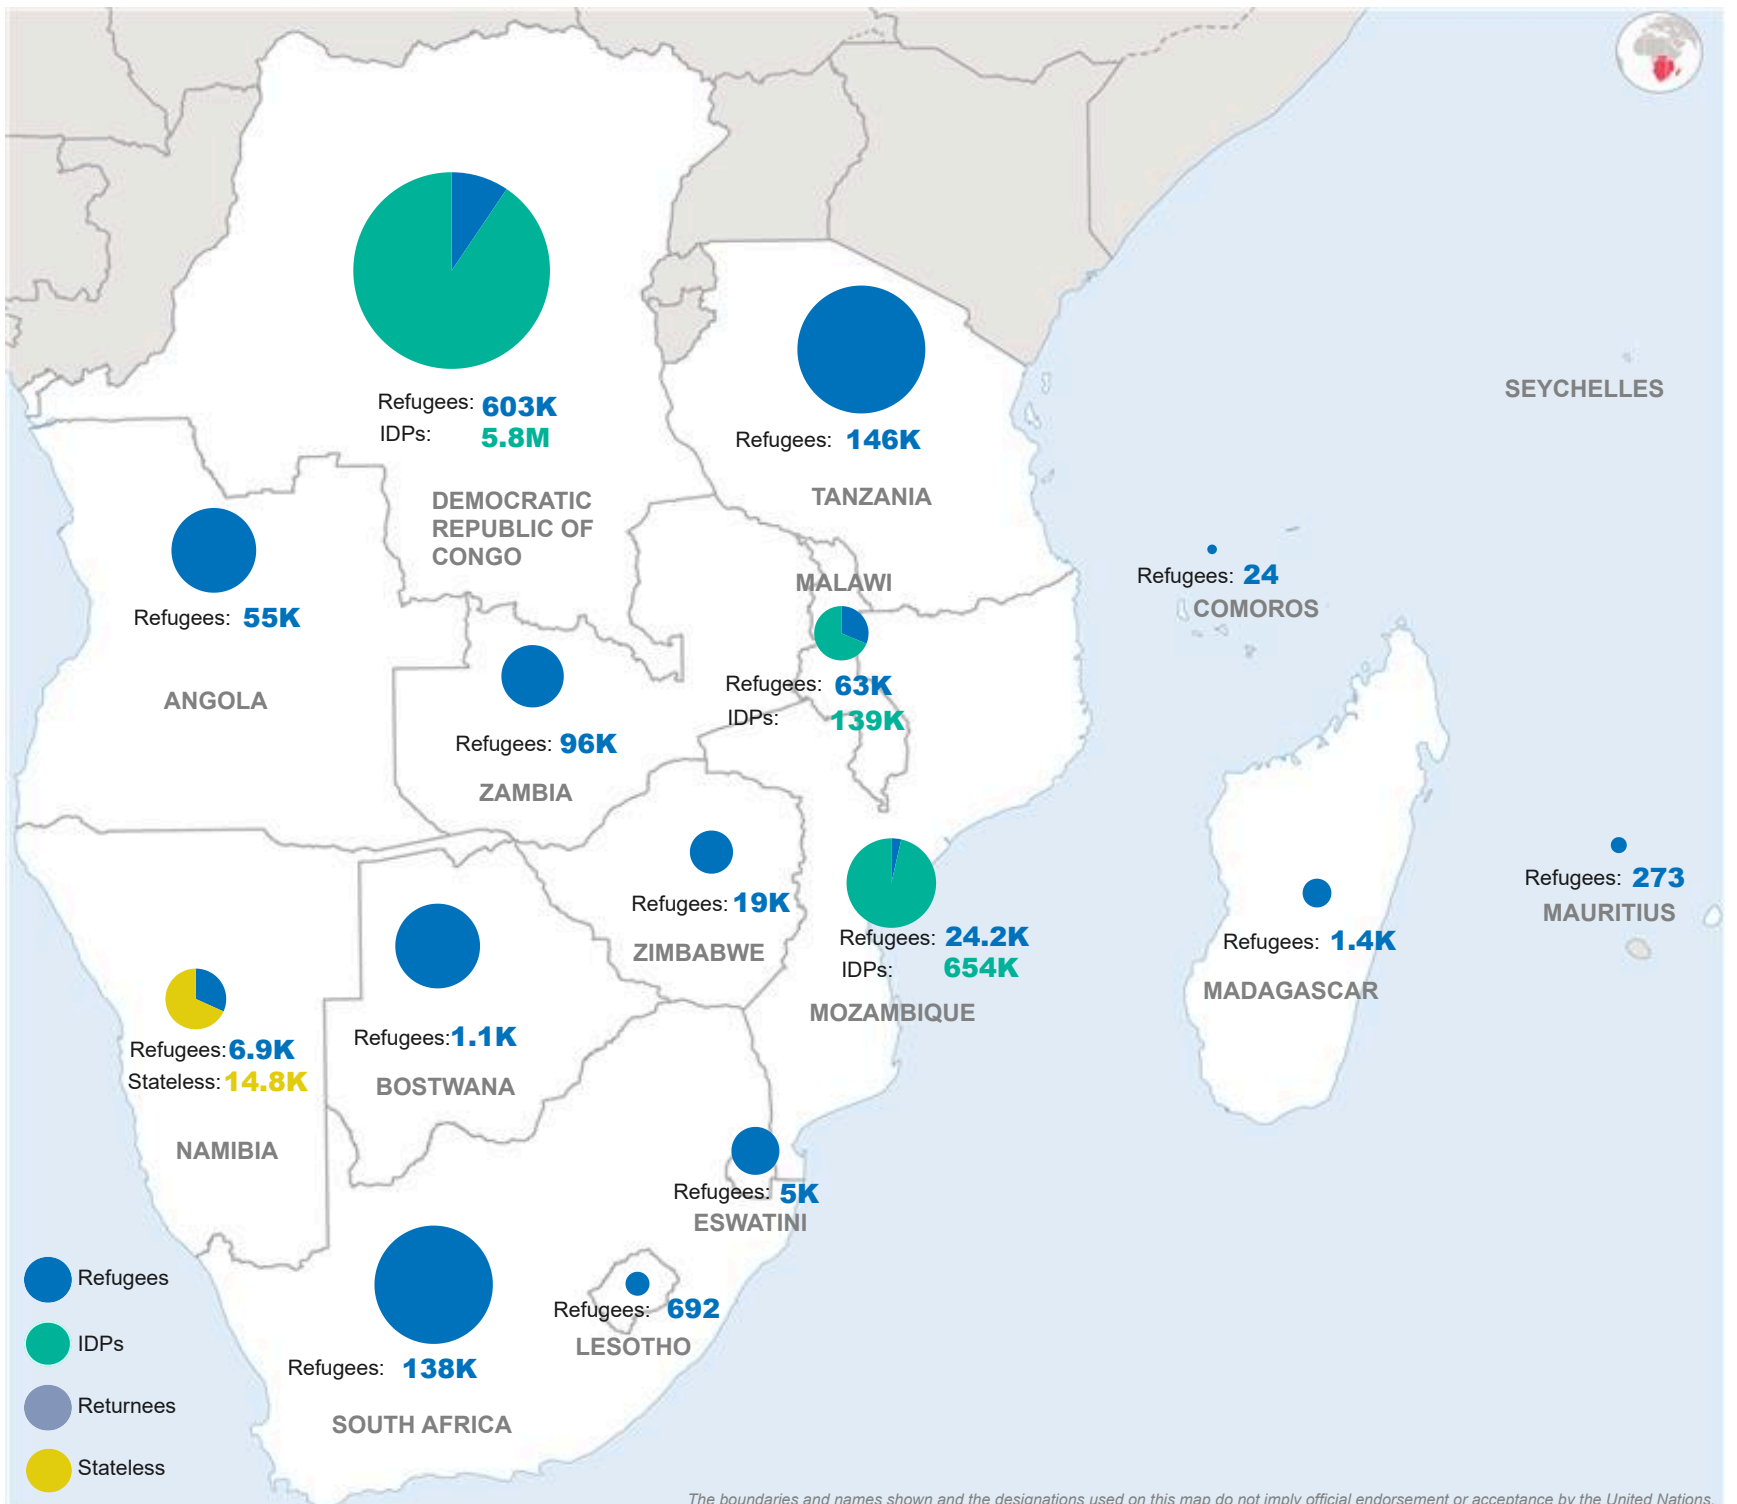 Refugees: 603K
IDPs: 5.8M
DEMOCRATIC
REPUBLIC OF
CONGO
Refugees: 146K
TANZANIA
SEYCHELLES
Refugees: 55K
ANGOLA
Refugees: 24
COMOROS
MALAWI
Refugees: 63K
IDPs: 139K
Refugees: 96K
ZAMBIA
Refugees: 19K
ZIMBABWE
Refugees: 24.2K
IDPs: 654K
MOZAMBIQUE
Refugees: 1.4K
MADAGASCAR
Refugees: 273
MAURITIUS
Refugees: 6.9K
Stateless: 14.8K
NAMIBIA
Refugees: 1.1K
BOSTWANA
Refugees: 5K
ESWATINI
Refugees: 692
LESOTHO
Refugees: 138K
SOUTH AFRICA
Refugees
IDPs
Returnees
Stateless
The boundaries and names shown and the designations used on this map do not imply official endorsement or acceptance by the United Nations.